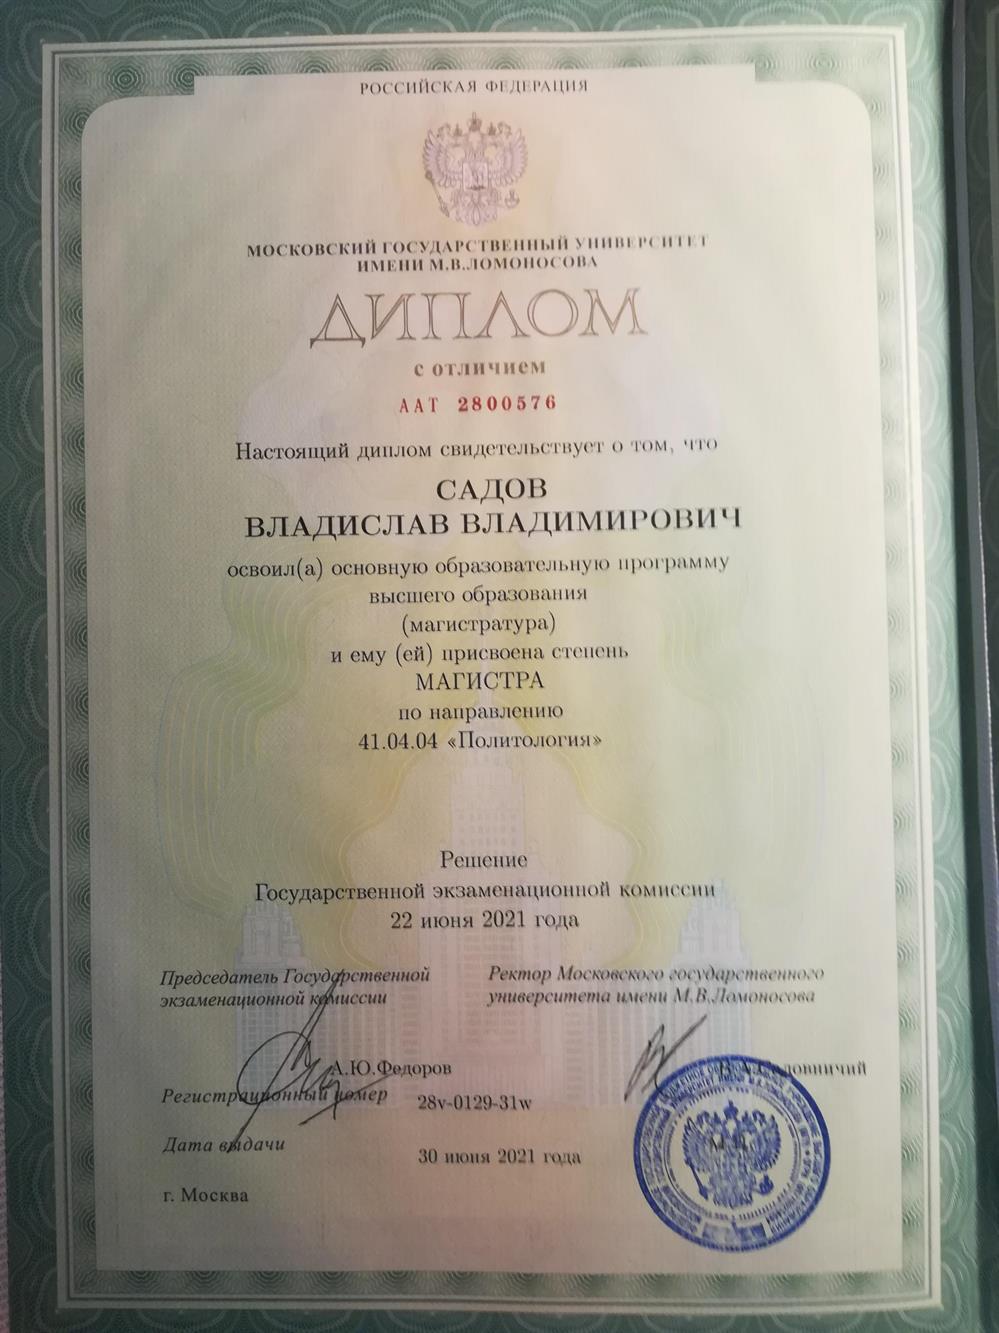 РОССИЙСКАЯ ФЕДЕРАЦИЯ
МОСКОВСКИЙ ГОСУДАРСТВЕННЫЙ УНИВЕРСИТЕТ
ИМЕНИ М.В.ЛОМОНОСОВА
ДИПЛОМ
с отличием
ААТ 2800576
Настоящий диплом свидетельствует о том, что
САДОВ
ВЛАДИСЛАВ ВЛАДИМИРОВИЧ
освоил(а) основную образовательную программу
высшего образования
(магистратура)
и ему (ей) присвоена степень
МАГИСТРА
по направлению
41.04.04 «Политология»
Решение
Государственной экзаменационной комиссии
22 июня 2021 года
Председатель Государственной
экзаменационной комиссии
Ректор Московского государственного
университета имени М.В.Ломоносова
А.Ю.Федоров
В.А.Садовничий
Регистрационный номер
28v-0129-31w
Дата выдачи
30 июня 2021 года
М.П.
г. Москва